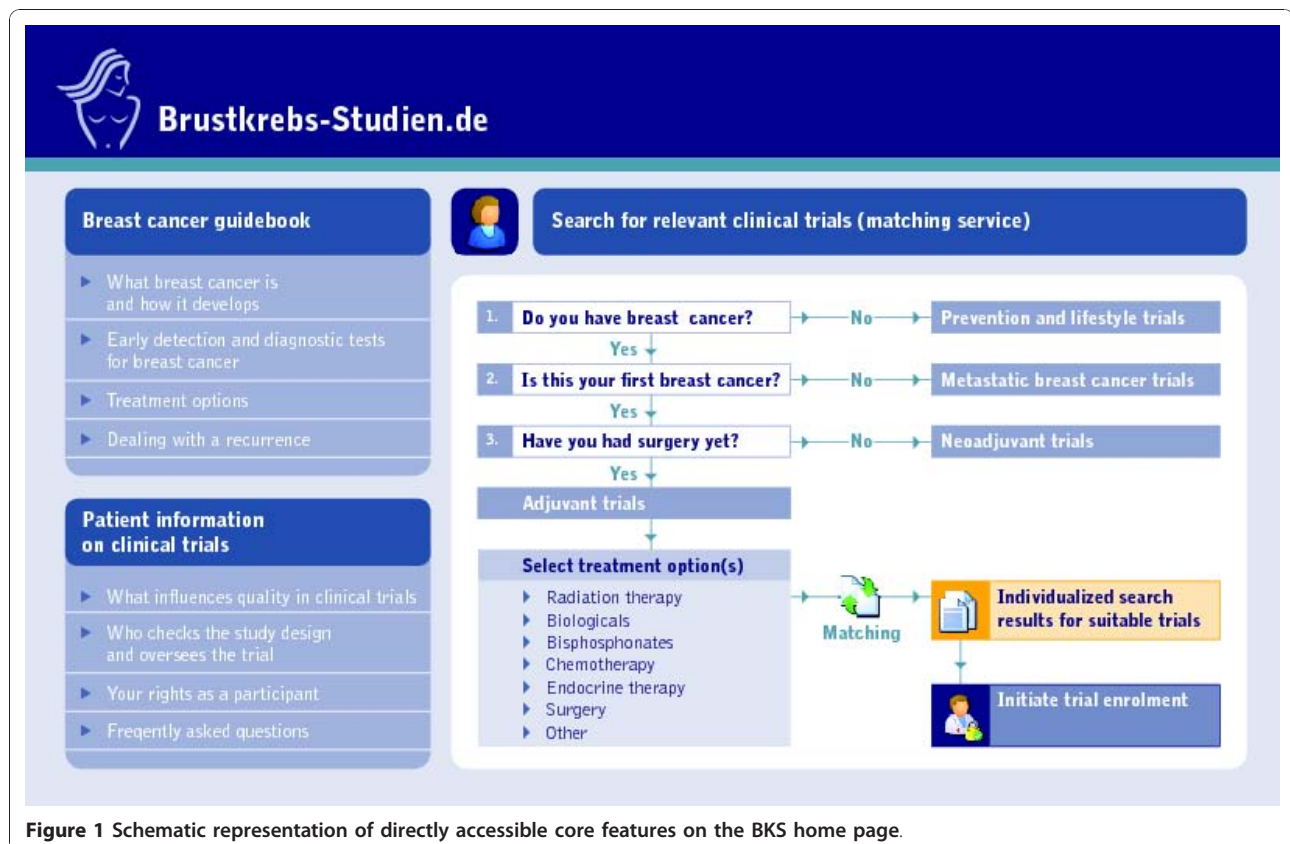 Brustkrebs-Studien.de
Breast cancer guidebook
What breast cancer is
and how it develops
Early detection and diagnostic tests
for breast cancer
Treatment options
Dealing with a recurrence
Patient information
on clinical trials
What influences quality in clinical trials
Who checks the study design
and oversees the trial
Your rights as a participant
Freqently asked questions
Search for relevant clinical trials (matching service)
1. Do you have breast cancer? No Prevention and lifestyle trials
Yes
2. Is this your first breast cancer? No Metastatic breast cancer trials
Yes
3. Have you had surgery yet? No Neoadjuvant trials
Yes
Adjuvant trials
Select treatment option(s)
Radiation therapy
Biologicals
Bisphosphonates
Chemotherapy
Endocrine therapy
Surgery
Other
Matching
Individualized search
results for suitable trials
Initiate trial enrolment
Figure 1 Schematic representation of directly accessible core features on the BKS home page.